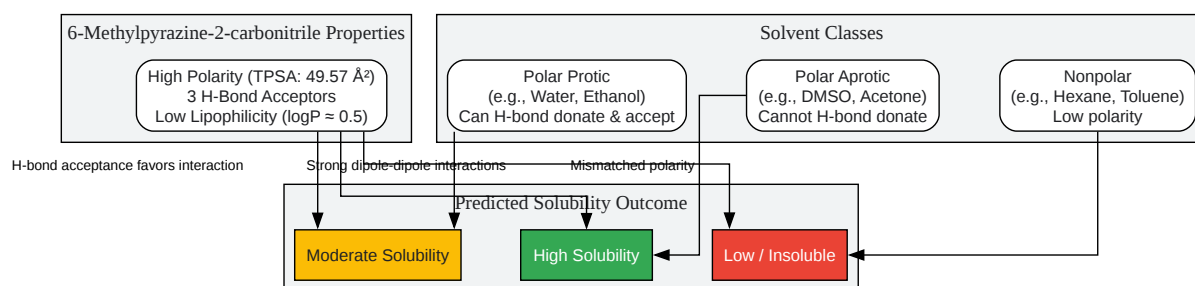 6-Methylpyrazine-2-carbonitrile Properties
High Polarity (TPSA: 49.57 Å²)
3 H-Bond Acceptors
Low Lipophilicity (logP ≈ 0.5)
Solvent Classes
Polar Protic
(e.g., Water, Ethanol)
Can H-bond donate & accept
Polar Aprotic
(e.g., DMSO, Acetone)
Cannot H-bond donate
Nonpolar
(e.g., Hexane, Toluene)
Low polarity
H-bond acceptance favors interaction
Strong dipole-dipole interactions
Mismatched polarity
Predicted Solubility Outcome
Moderate Solubility
High Solubility
Low / Insoluble